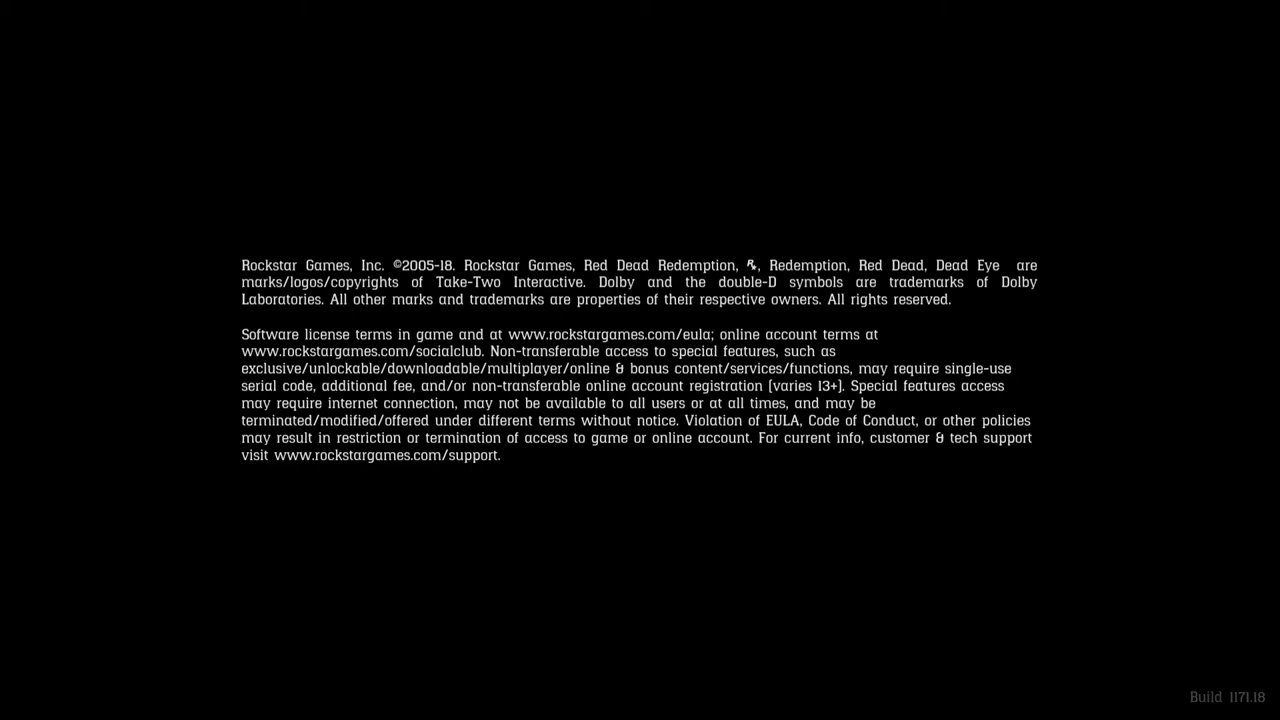 Rockstar Games, Inc. ©2005-18. Rockstar Games, Red Dead Redemption, R*, Redemption, Red Dead, Dead Eye are
marks/logos/copyrights of Take-Two Interactive. Dolby and the double-D symbols are trademarks of Dolby
Laboratories. All other marks and trademarks are properties of their respective owners. All rights reserved.
Software license terms in game and at www.rockstargames.com/eula; online account terms at
www.rockstargames.com/socialclub. Non-transferable access to special features, such as
exclusive/unlockable/downloadable/multiplayer/online & bonus content/services/functions, may require single-use
serial code, additional fee, and/or non-transferable online account registration (varies 13+). Special features access
may require internet connection, may not be available to all users or at all times, and may be
terminated/modified/offered under different terms without notice. Violation of EULA, Code of Conduct, or other policies
may result in restriction or termination of access to game or online account. For current info, customer & tech support
visit www.rockstargames.com/support.
Build 1171.18